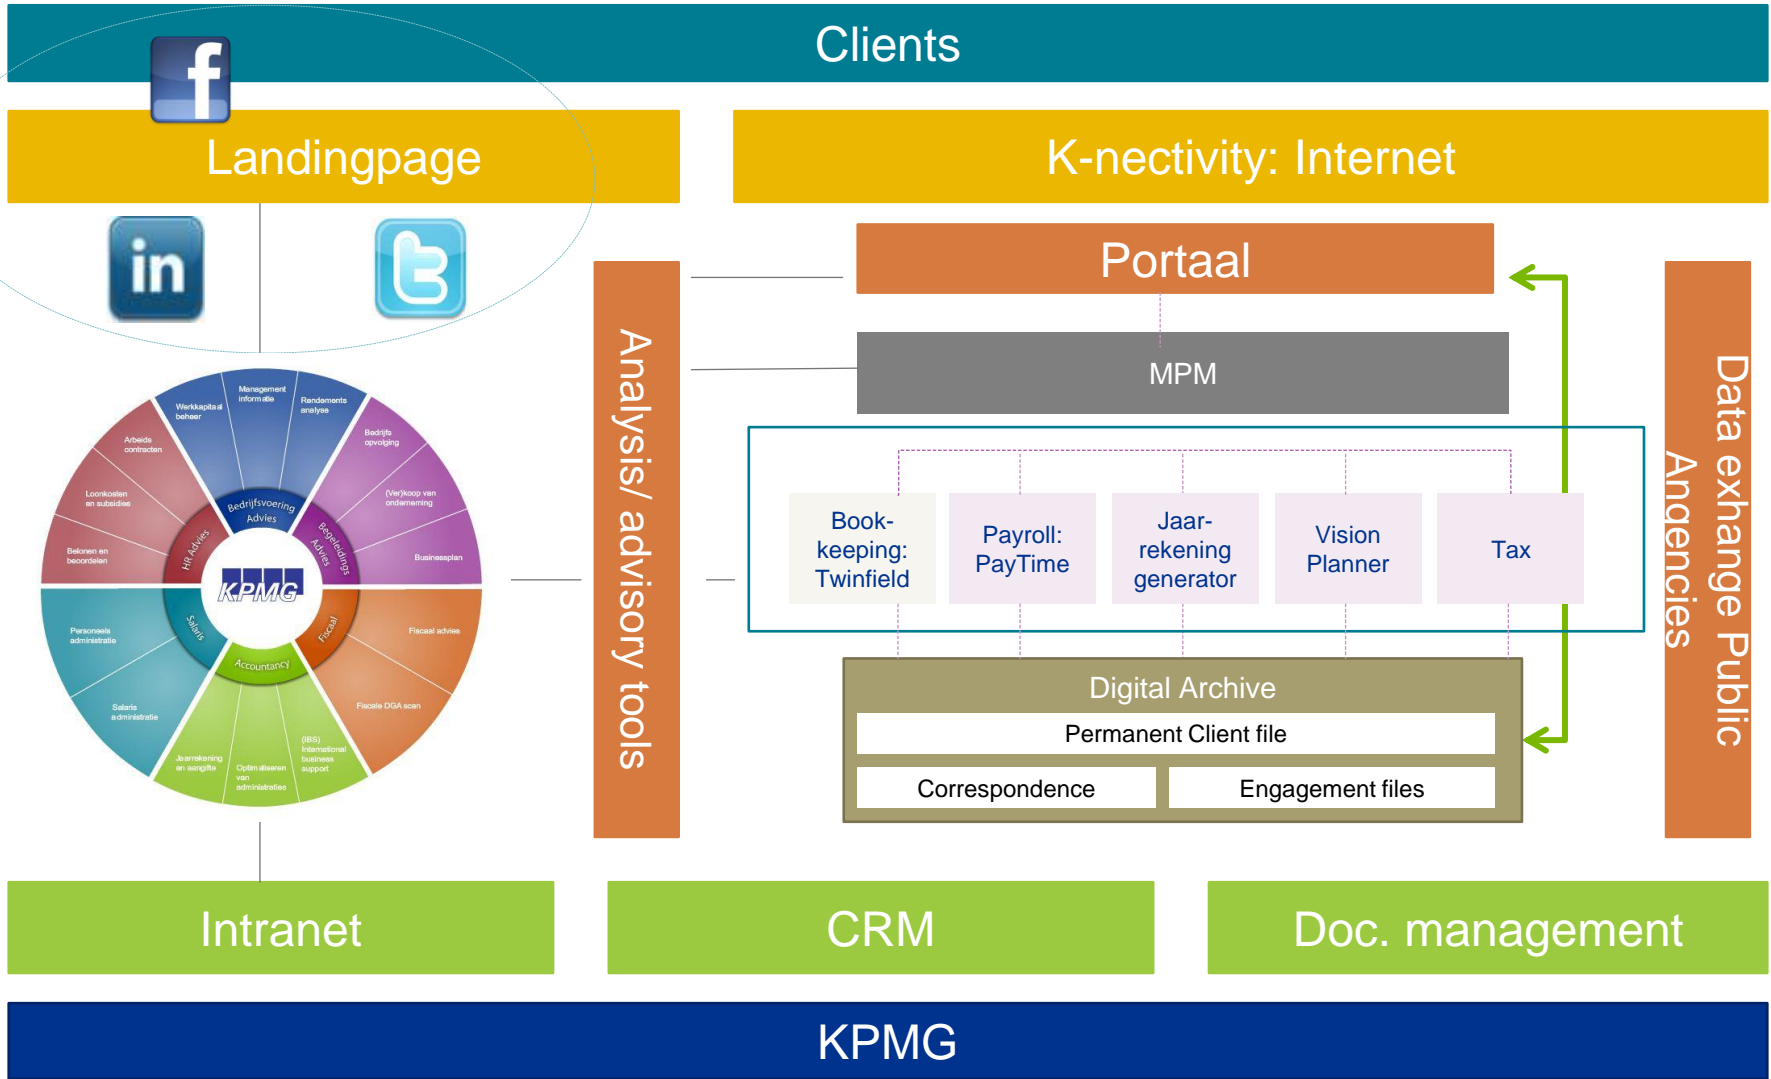 Clients
f
Landingpage
K-nectivity: Internet
in
t
Portaal
MPM
Analysis/ advisory tools
Data exhange Public
Angencies
Werkkapitaal
beheer
Management
informatie
Rendements
analyse
Bedrijfs
opvolging
(Ver)koop van
onderneming
Businessplan
Arbeids
contracten
Loonkosten
en subsidies
Belonen en
beoordelen
Bedrijfsvoering
Advies
Begeleidings
Advies
HR Advies
KPMG
Salaris
Fiscaal
Accountancy
Personeels
administratie
Salaris
administratie
Fiscaal advies
Fiscale DGA scan
Jaarrekening
en aangifte
Optimaliseren
van
administraties
(IBS)
International
business
support
Book-
keeping:
Twinfield
Payroll:
PayTime
Jaar-
rekening
generator
Vision
Planner
Tax
Digital Archive
Permanent Client file
Correspondence
Engagement files
Intranet
CRM
Doc. management
KPMG